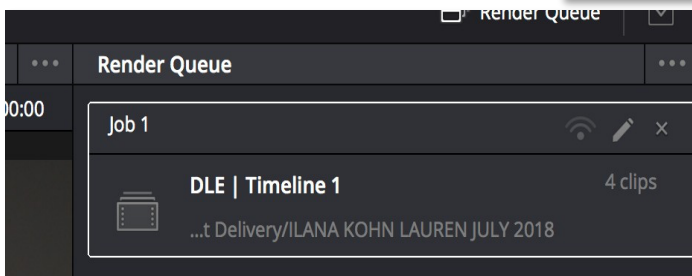 Render Queue
Render Queue
00:00
Job 1
DLE | Timeline 1
4 clips
...t Delivery/ILANA KOHN LAUREN JULY 2018